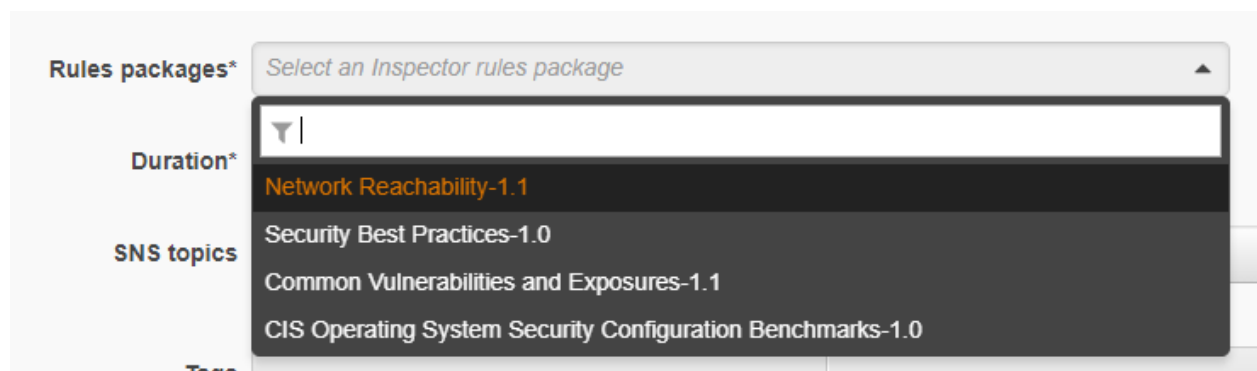 Rules packages* Select an Inspector rules package
Duration*
Network Reachability-1.1
Security Best Practices-1.0
SNS topics
Common Vulnerabilities and Exposures-1.1
CIS Operating System Security Configuration Benchmarks-1.0
Tags